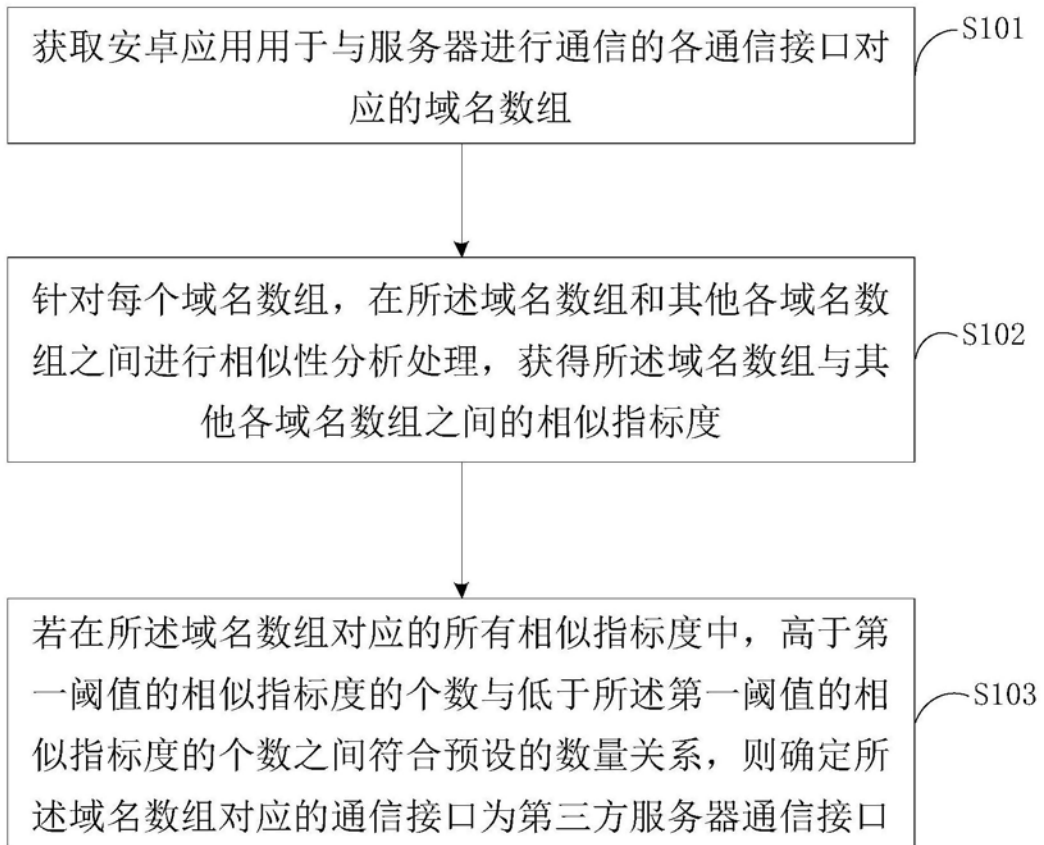 获取安卓应用用于与服务器进行通信的各通信接口对
应的域名数组
S101
针对每个域名数组，在所述域名数组和其他各域名数
组之间进行相似性分析处理，获得所述域名数组与其
他各域名数组之间的相似指标度
S102
若在所述域名数组对应的所有相似指标度中，高于第
一阈值的相似指标度的个数与低于所述第一阈值的相
似指标度的个数之间符合预设的数量关系，则确定所
述域名数组对应的通信接口为第三方服务器通信接口
S103